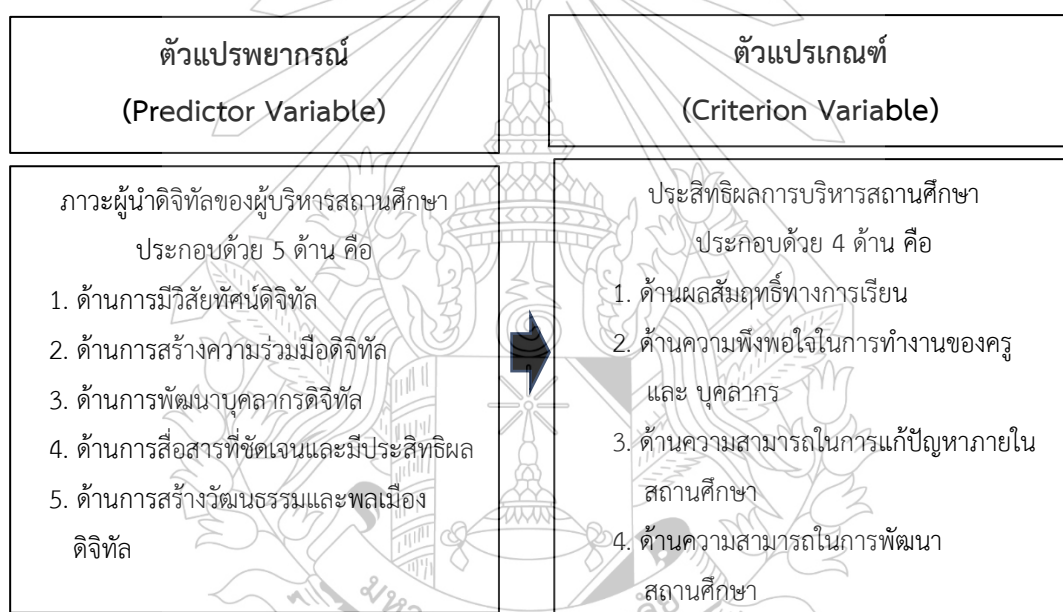 ตัวแปรพยากรณ์
(Predictor Variable)
ตัวแปรเกณฑ์
(Criterion Variable)
ภาวะผู้นำดิจิทัลของผู้บริหารสถานศึกษา
ประกอบด้วย 5 ด้าน คือ
1. ด้านการมีวิสัยทัศน์ดิจิทัล
2. ด้านการสร้างความร่วมมือดิจิทัล
3. ด้านการพัฒนาบุคลากรดิจิทัล
4. ด้านการสื่อสารที่ชัดเจนและมีประสิทธิผล
5. ด้านการสร้างวัฒนธรรมและพลเมือง
ดิจิทัล
ประสิทธิผลการบริหารสถานศึกษา
ประกอบด้วย 4 ด้าน คือ
1. ด้านผลสัมฤทธิ์ทางการเรียน
2. ด้านความพึงพอใจในการทำงานของครู
และ บุคลากร
3. ด้านความสามารถในการแก้ปัญหาภายใน
สถานศึกษา
4. ด้านความสามารถในการพัฒนา
สถานศึกษา